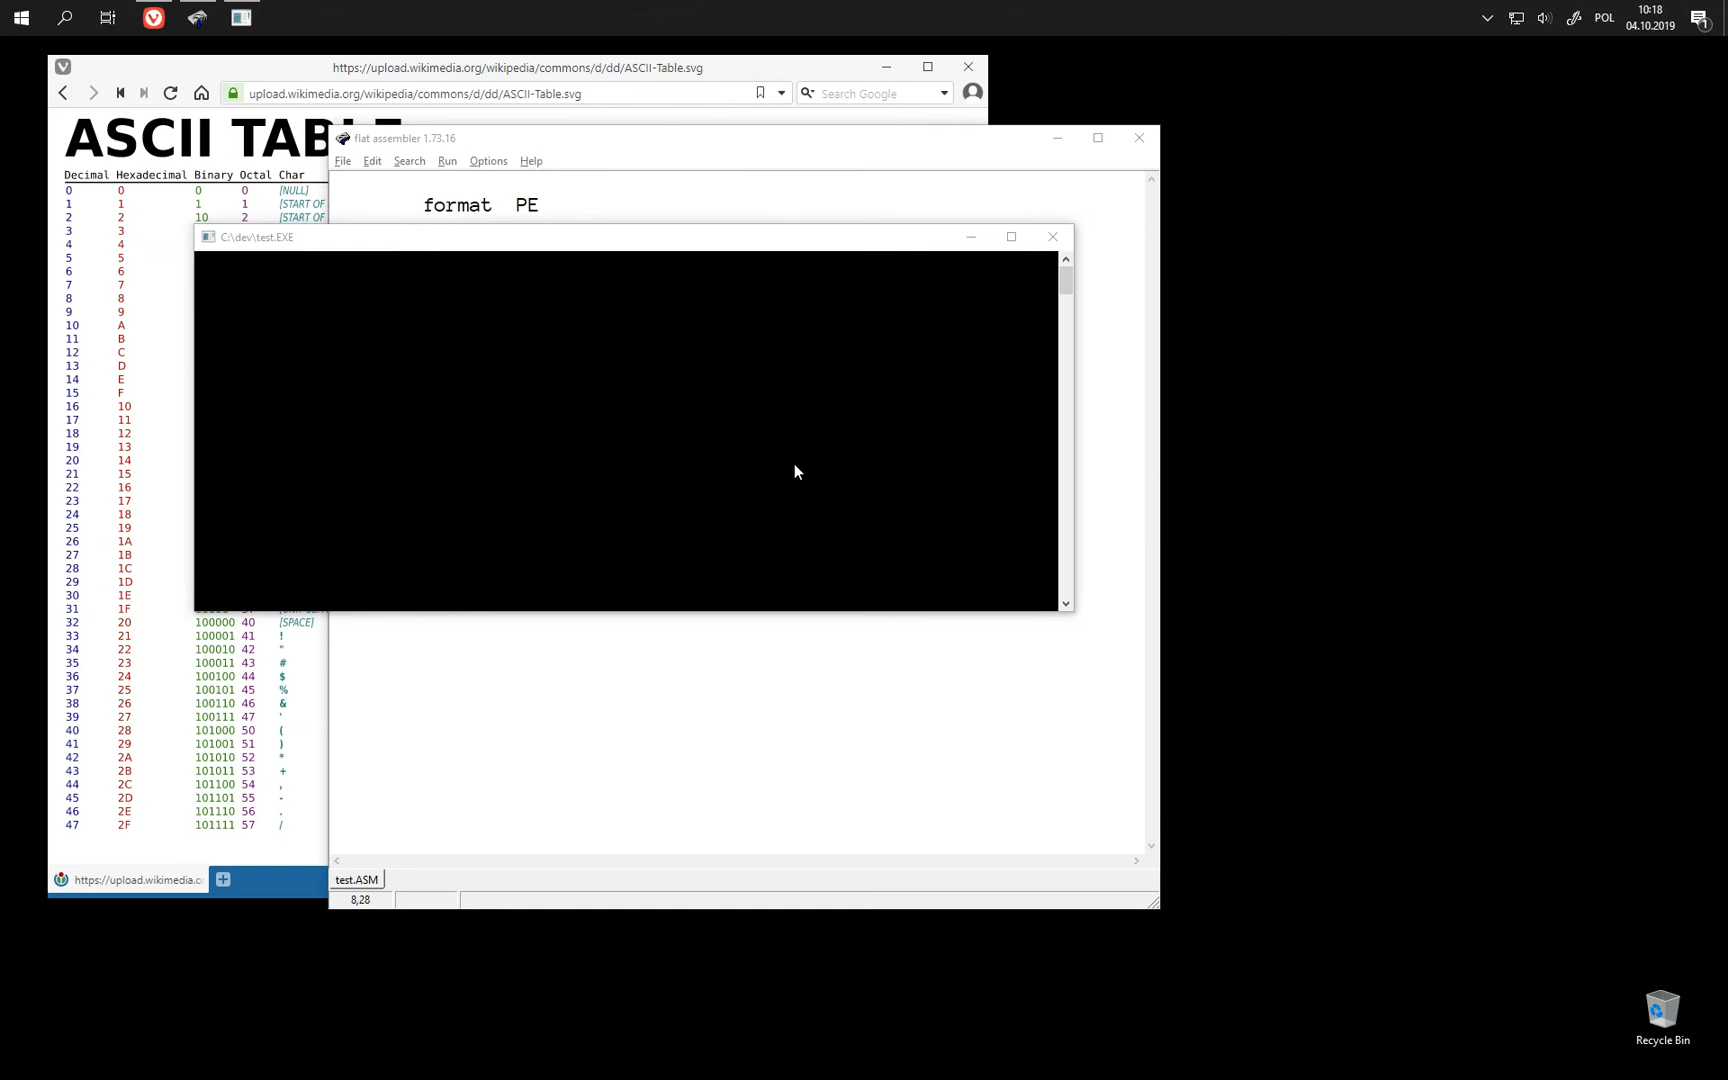 POL
10:18
04.10.2019
1
https://upload.wikimedia.org/wikipedia/commons/d/dd/ASCII-Table.svg
upload.wikimedia.org/wikipedia/commons/d/dd/ASCII-Table.svg
Search Google
ASCII TAB
Decimal Hexadecimal Binary Octal Char
0 0 0 0 [NULL]
1 1 1 1 [START OF
2 2 10 2 [START OF
3 3
4 4
5 5
6 6
7 7
8 8
9 9
10 A
11 B
12 C
13 D
14 E
15 F
16 10
17 11
18 12
19 13
20 14
21 15
22 16
23 17
24 18
25 19
26 1A
27 1B
28 1C
29 1D
30 1E
31 1F
32 20 100000 40 [SPACE]
33 21 100001 41 !
34 22 100010 42 "
35 23 100011 43 #
36 24 100100 44 $
37 25 100101 45 %
38 26 100110 46 &
39 27 100111 47 '
40 28 101000 50 (
41 29 101001 51 )
42 2A 101010 52 *
43 2B 101011 53 +
44 2C 101100 54 ,
45 2D 101101 55 -
46 2E 101110 56 .
47 2F 101111 57 /
https://upload.wikimedia.o
flat assembler 1.73.16
File Edit Search Run Options Help
format PE
C:\dev\test.EXE
test.ASM
8,28
Recycle Bin